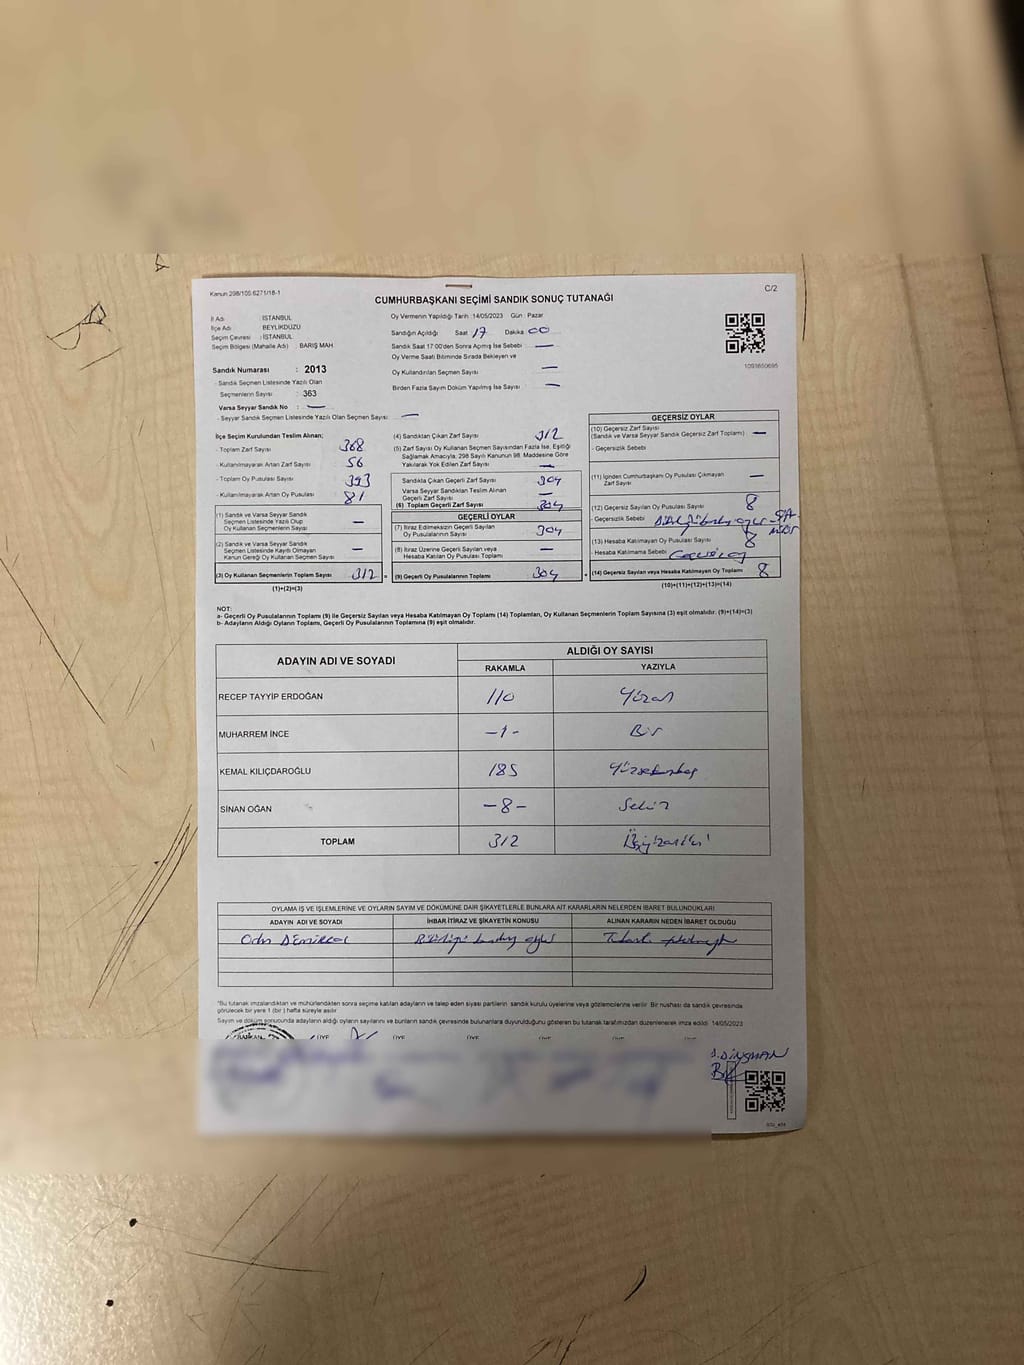 Kanun 298/105 6271/18-1
C/2
CUMHURBAŞKANI SEÇİMİ SANDIK SONUÇ TUTANAĞI
İl Adı : İSTANBUL
İlçe Adı : BEYLİKDÜZÜ
Seçim Çevresi : İSTANBUL
Seçim Bölgesi (Mahalle Adı) : BARIŞ MAH
Sandık Numarası : 2013
- Sandık Seçmen Listesinde Yazılı Olan
Seçmenlerin Sayısı : 363
Varsa Seyyar Sandık No : —
- Seyyar Sandık Seçmen Listesinde Yazılı Olan Seçmen Sayısı —
Oy Vermenin Yapıldığı Tarih :14/05/2023 Gün : Pazar
Sandığın Açıldığı Saat 17 Dakika 00
Sandık Saat 17:00'den Sonra Açılmış İse Sebebi —
Oy Verme Saati Bitiminde Sırada Bekleyen ve
Oy Kullandırılan Seçmen Sayısı —
Birden Fazla Sayım Döküm Yapılmış İse Sayısı —
1093650695
İlçe Seçim Kurulundan Teslim Alınan;
- Toplam Zarf Sayısı 368
- Kullanılmayarak Artan Zarf Sayısı 56
- Toplam Oy Pusulası Sayısı 393
- Kullanılmayarak Artan Oy Pusulası 81
(1) Sandık ve Varsa Seyyar Sandık
Seçmen Listesinde Yazılı Olup
Oy Kullanan Seçmenlerin Sayısı —
(2) Sandık ve Varsa Seyyar Sandık
Seçmen Listesinde Kayıtlı Olmayan
Kanun Gereği Oy Kullanan Seçmen Sayısı —
(3) Oy Kullanan Seçmenlerin Toplam Sayısı 312 =
(1)+(2)=(3)
(4) Sandıktan Çıkan Zarf Sayısı 312
(5) Zarf Sayısı Oy Kullanan Seçmen Sayısından Fazla İse, Eşitliği
Sağlamak Amacıyla; 298 Sayılı Kanunun 98. Maddesine Göre
Yakılarak Yok Edilen Zarf Sayısı —
Sandıkta Çıkan Geçerli Zarf Sayısı 304
Varsa Seyyar Sandıktan Teslim Alınan
Geçerli Zarf Sayısı —
(6) Toplam Geçerli Zarf Sayısı 304
GEÇERLİ OYLAR
(7) İtiraz Edilmeksizin Geçerli Sayılan
Oy Pusulası Sayısı 304
(8) İtiraz Üzerine Geçerli Sayılan veya
Hesaba Katılan Oy Pusulası Toplamı —
(9) Geçerli Oy Pusulalarının Toplamı 304 +
GEÇERSİZ OYLAR
(10) Geçersiz Zarf Sayısı
(Sandık ve Varsa Seyyar Sandık Geçersiz Zarf Toplamı) —
- Geçersizlik Sebebi
(11) İçinden Cumhurbaşkanı Oy Pusulası Çıkmayan
Zarf Sayısı —
(12) Geçersiz Sayılan Oy Pusulası Sayısı 8
- Geçersizlik Sebebi
(13) Hesaba Katılmayan Oy Pusulası Sayısı 8
- Hesaba Katılmama Sebebi Geçersiz oy
(14) Geçersiz Sayılan veya Hesaba Katılmayan Oy Toplamı 8
(10)+(11)+(12)+(13)=(14)
NOT:
a- Geçerli Oy Pusulalarının Toplamı (9) ile Geçersiz Sayılan veya Hesaba Katılmayan Oy Toplamı (14) Toplamları, Oy Kullanan Seçmenlerin Toplam Sayısına (3) eşit olmalıdır. (9)+(14)=(3)
b- Adayların Aldığı Oyların Toplamı, Geçerli Oy Pusulalarının Toplamına (9) eşit olmalıdır.
ADAYIN ADI VE SOYADI
ALDIĞI OY SAYISI
RAKAMLA YAZIYLA
RECEP TAYYİP ERDOĞAN 110 Yüzon
MUHARREM İNCE -1- Bir
KEMAL KILIÇDAROĞLU 185 Yüzseksenbeş
SİNAN OĞAN -8- Sekiz
TOPLAM 312 Üçyüzoniki
OYLAMA İŞ VE İŞLEMLERİNE VE OYLARIN SAYIM VE DÖKÜMÜNE DAİR ŞİKAYETLERLE BUNLARA AİT KARARLARIN NELERDEN İBARET BULUNDUKLARI
ADAYIN ADI VE SOYADI İHBAR İTİRAZ VE ŞİKAYETİN KONUSU ALINAN KARARIN NEDEN İBARET OLDUĞU
"Bu tutanak imzalandıktan ve mühürlendikten sonra seçime katılan adayların ve talep eden siyasi partilerin sandık kurulu üyelerine veya gözlemcilerine verilir. Bir nushası da sandık çevresinde
görülecek bir yere 1 (bir ) hafta süreyle asılır
Sayım ve döküm sonucunda adayların aldığı oyların sayılarını ve bunların sandık çevresinde bulunanlara duyurulduğunu gösteren bu tutanak tarafımızdan düzenlenerek imza edildi. 14/05/2023
BAŞKAN ÜYE ÜYE ÜYE ÜYE ÜYE